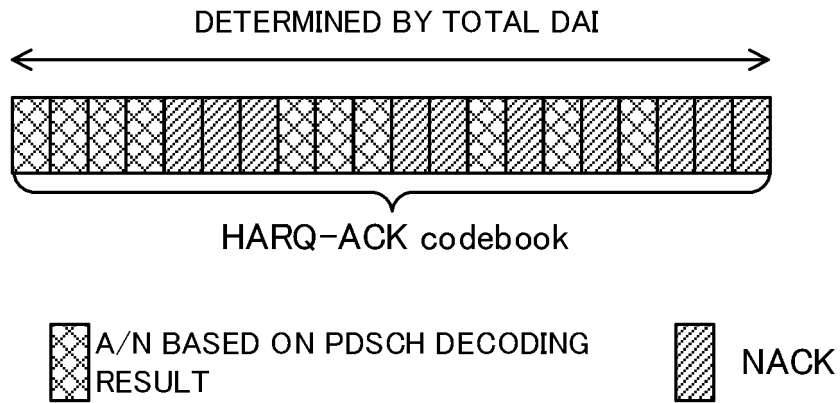 DETERMINED BY TOTAL DAI
HARQ-ACK codebook
A/N BASED ON PDSCH DECODING
RESULT
NACK